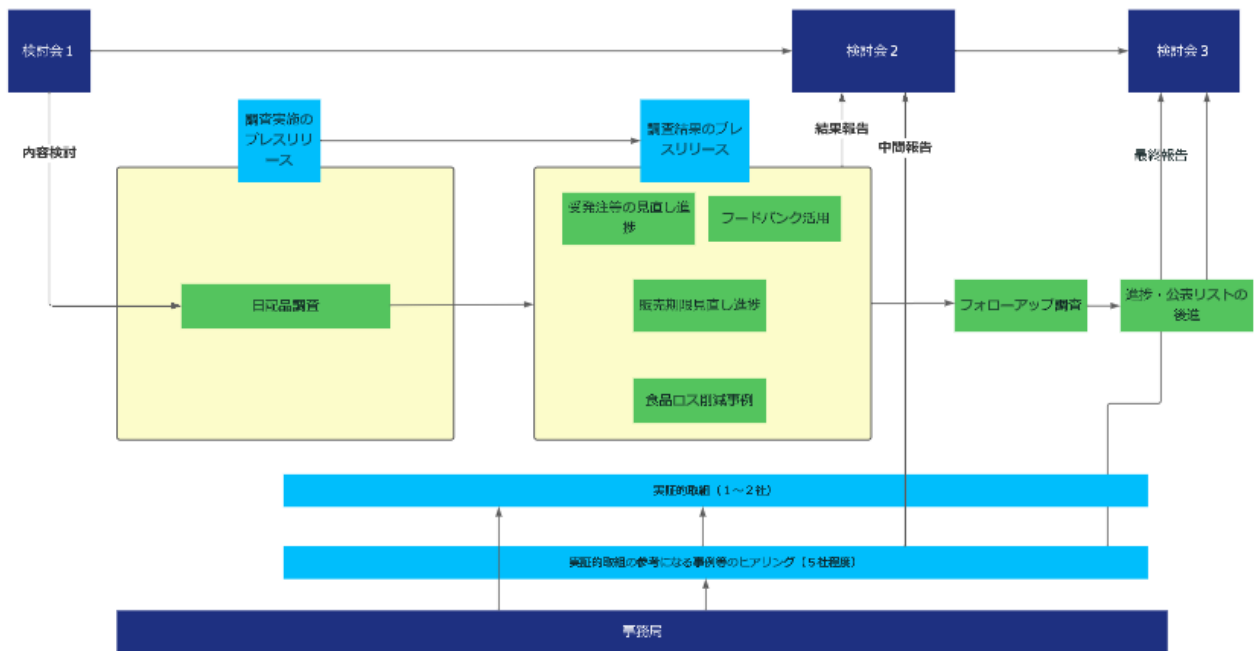 検討会1
検討会2
検討会3
調査実施の
プレスリリ
ース
調査結果のプレ
スリリース
結果報告
中間報告
内容検討
最終報告
受発注等の見直し進
捗
フードバンク活用
日配品調査
販売期限見直し進捗
フォローアップ調査
進捗・公表リストの
後進
食品ロス削減事例
実証的取組(1~2社)
実証的取組の参考になる事例等のヒアリング(5社程度)
事務局